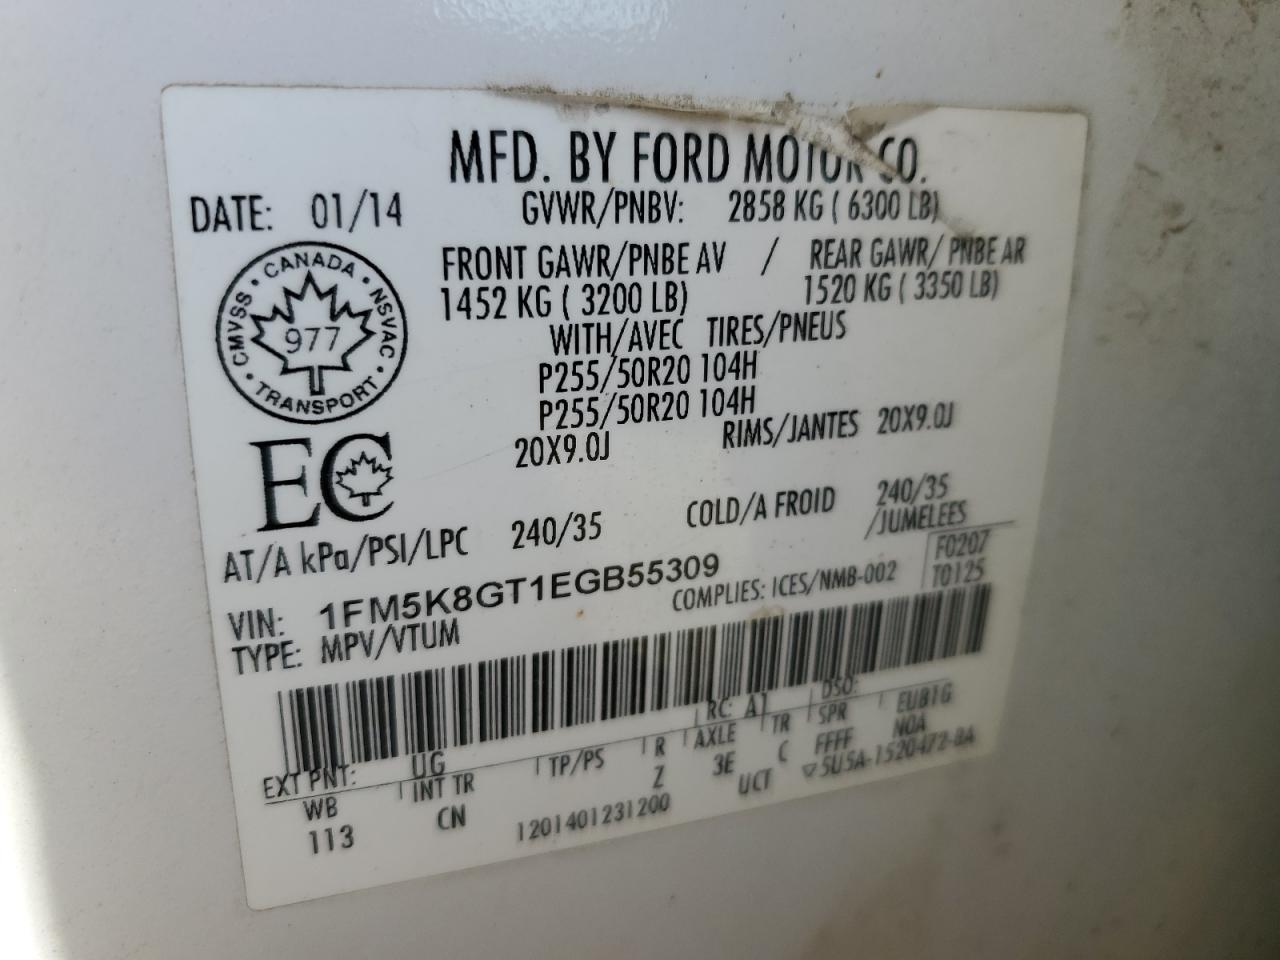 MFD. BY FORD MOTOR CO.
DATE: 01/14 GVWR/PNBV: 2858 KG ( 6300 LB)
FRONT GAWR/PNBE AV / REAR GAWR/ PNBE AR
1452 KG ( 3200 LB) 1520 KG ( 3350 LB)
WITH/AVEC TIRES/PNEUS
P255/50R20 104H
P255/50R20 104H
20X9.0J RIMS/JANTES 20X9.0J
CANADA
CMVSS NSVAC
977
TRANSPORT
EC
AT/A kPa/PSI/LPC 240/35 COLD/A FROID 240/35
/JUMELEES
VIN: 1FM5K8GT1EGB55309 F0207
COMPLIES: ICES/NMB-002 T0125
TYPE: MPV/VTUM
EXT PNT: UG RC: A1 DSO:
WB INT TR TP/PS R AXLE TR SPR EUB1G
113 CN Z 3E C FFFF NOA
1201401231200 UCT 5U5A-1520472-BA